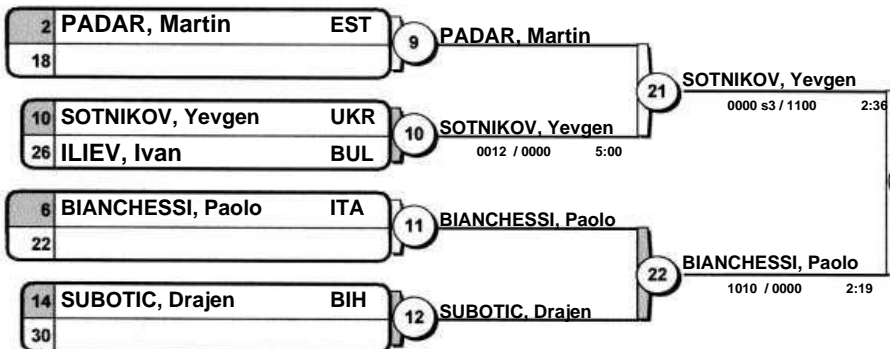 2 PADAR, Martin EST
18
9 PADAR, Martin
10 SOTNIKOV, Yevgen UKR
26 ILIEV, Ivan BUL
10 SOTNIKOV, Yevgen
0012 / 0000 5:00
21 SOTNIKOV, Yevgen
0000 s3 / 1100 2:36
6 BIANCHESSI, Paolo ITA
22
11 BIANCHESSI, Paolo
14 SUBOTIC, Drajen BIH
30
12 SUBOTIC, Drajen
22 BIANCHESSI, Paolo
1010 / 0000 2:19